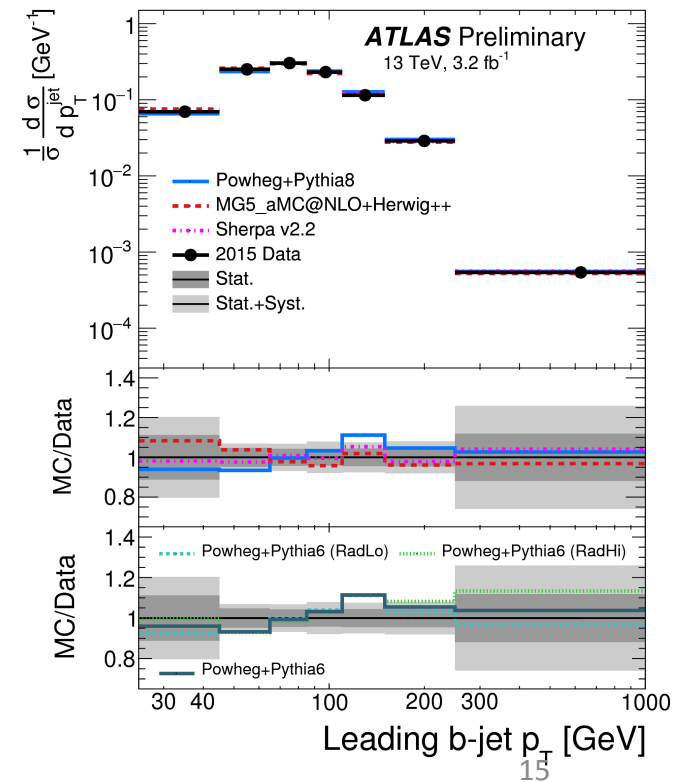 ATLAS Preliminary
13 TeV, 3.2 fb⁻¹
1/σ d σ / d p_T^jet [GeV⁻¹]
1
10⁻¹
10⁻²
10⁻³
10⁻⁴
Powheg+Pythia8
MG5_aMC@NLO+Herwig++
Sherpa v2.2
2015 Data
Stat.
Stat.+Syst.
MC/Data
1.4
1.2
1
0.8
MC/Data
1.4
1.2
1
0.8
Powheg+Pythia6 (RadLo)
Powheg+Pythia6 (RadHi)
Powheg+Pythia6
30 40 100 200 300 1000
Leading b-jet p_T [GeV]
15